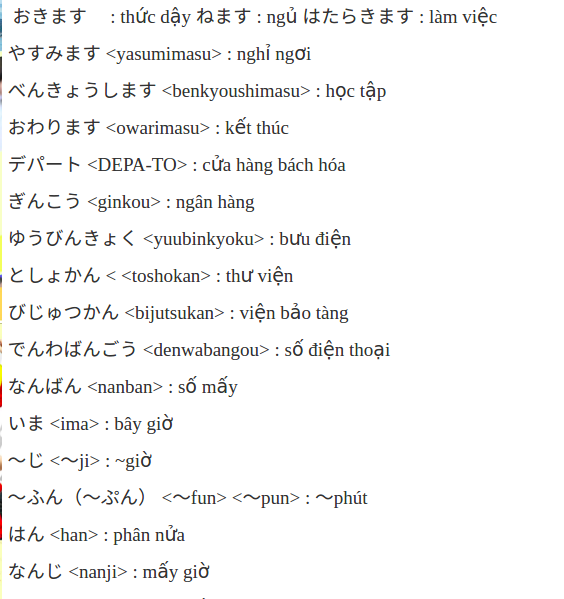 おきます : thức dậy ねます : ngủ はたらきます : làm việc
やすみます <yasumimasu> : nghỉ ngơi
べんきょうします <benkyoushimasu> : học tập
おわります <owarimasu> : kết thúc
デパート <DEPA-TO> : cửa hàng bách hóa
ぎんこう <ginkou> : ngân hàng
ゆうびんきょく <yuubinkyoku> : bưu điện
としょかん < <toshokan> : thư viện
びじゅつかん <bijutsukan> : viện bảo tàng
でんわばんごう <denwabangou> : số điện thoại
なんばん <nanban> : số mấy
いま <ima> : bây giờ
～じ <～ji> : ~giờ
～ふん（～ぷん） <～fun> <～pun> : ～phút
はん <han> : phân nửa
なんじ <nanji> : mấy giờ